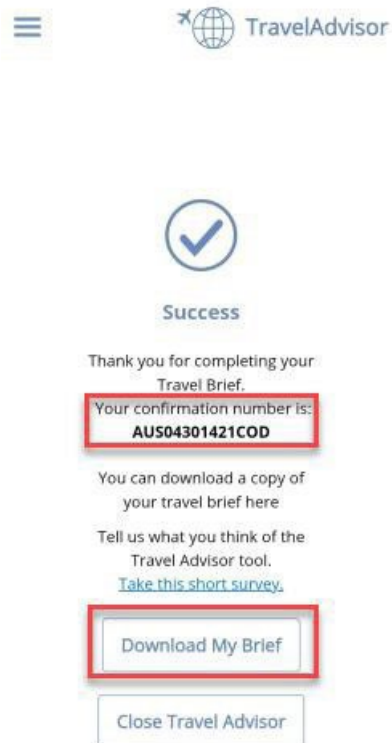 TravelAdvisor
Success
Thank you for completing your
Travel Brief.
Your confirmation number is:
AUS04301421COD
You can download a copy of
your travel brief here
Tell us what you think of the
Travel Advisor tool.
Take this short survey.
Download My Brief
Close Travel Advisor